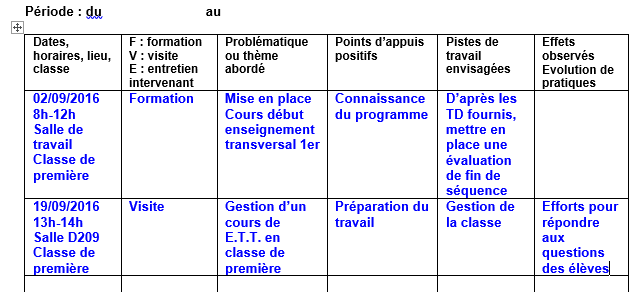 Période : du au
Dates,
horaires, lieu,
classe
F : formation
V : visite
E : entretien
intervenant
Problématique
ou thème
abordé
Points d’appuis
positifs
Pistes de
travail
envisagées
Effets
observés
Evolution de
pratiques
02/09/2016
8h-12h
Salle de
travail
Classe de
première
Formation
Mise en place
Cours début
enseignement
transversal 1er
Connaissance
du programme
D’après les
TD fournis,
mettre en
place une
évaluation
de fin de
séquence
19/09/2016
13h-14h
Salle D209
Classe de
première
Visite
Gestion d’un
cours de
E.T.T. en
classe de
première
Préparation du
travail
Gestion de
la classe
Efforts pour
répondre
aux
questions
des élèves